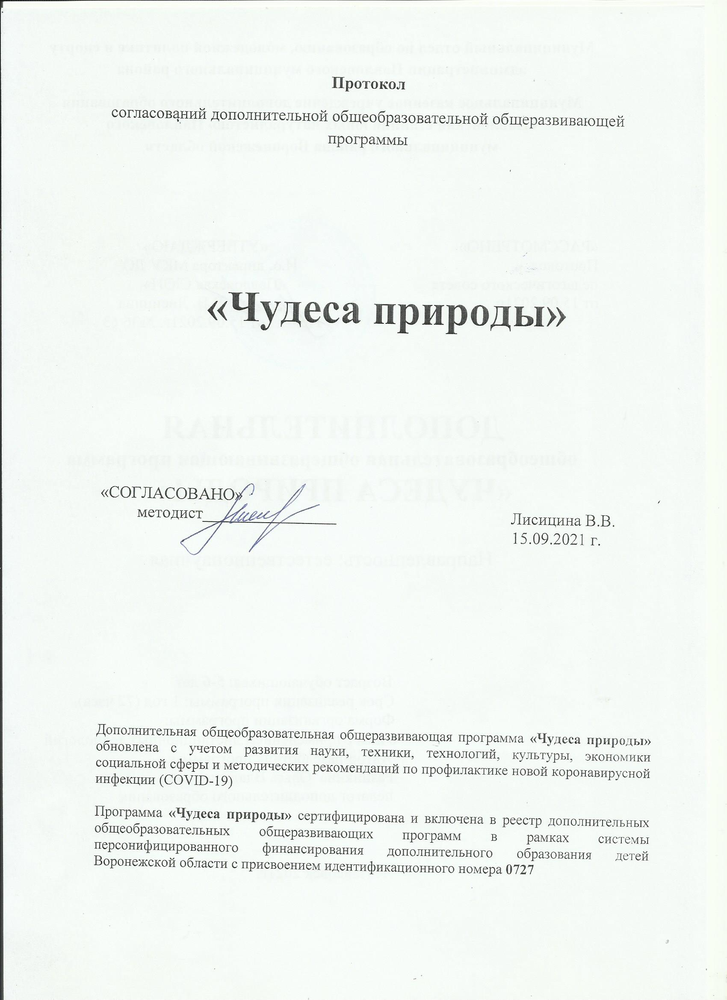 Протокол
согласований дополнительной общеобразовательной общеразвивающей
программы
«Чудеса природы»
«СОГЛАСОВАНО»
методист
Лисицина В.В.
15.09.2021 г.
Дополнительная общеобразовательная общеразвивающая программа «Чудеса природы»
обновлена с учетом развития науки, техники, технологий, культуры, экономики
социальной сферы и методических рекомендаций по профилактике новой коронавирусной
инфекции (COVID-19)
Программа «Чудеса природы» сертифицирована и включена в реестр дополнительных
общеобразовательных общеразвивающих программ в рамках системы
персонифицированного финансирования дополнительного образования детей
Воронежской области с присвоением идентификационного номера 0727